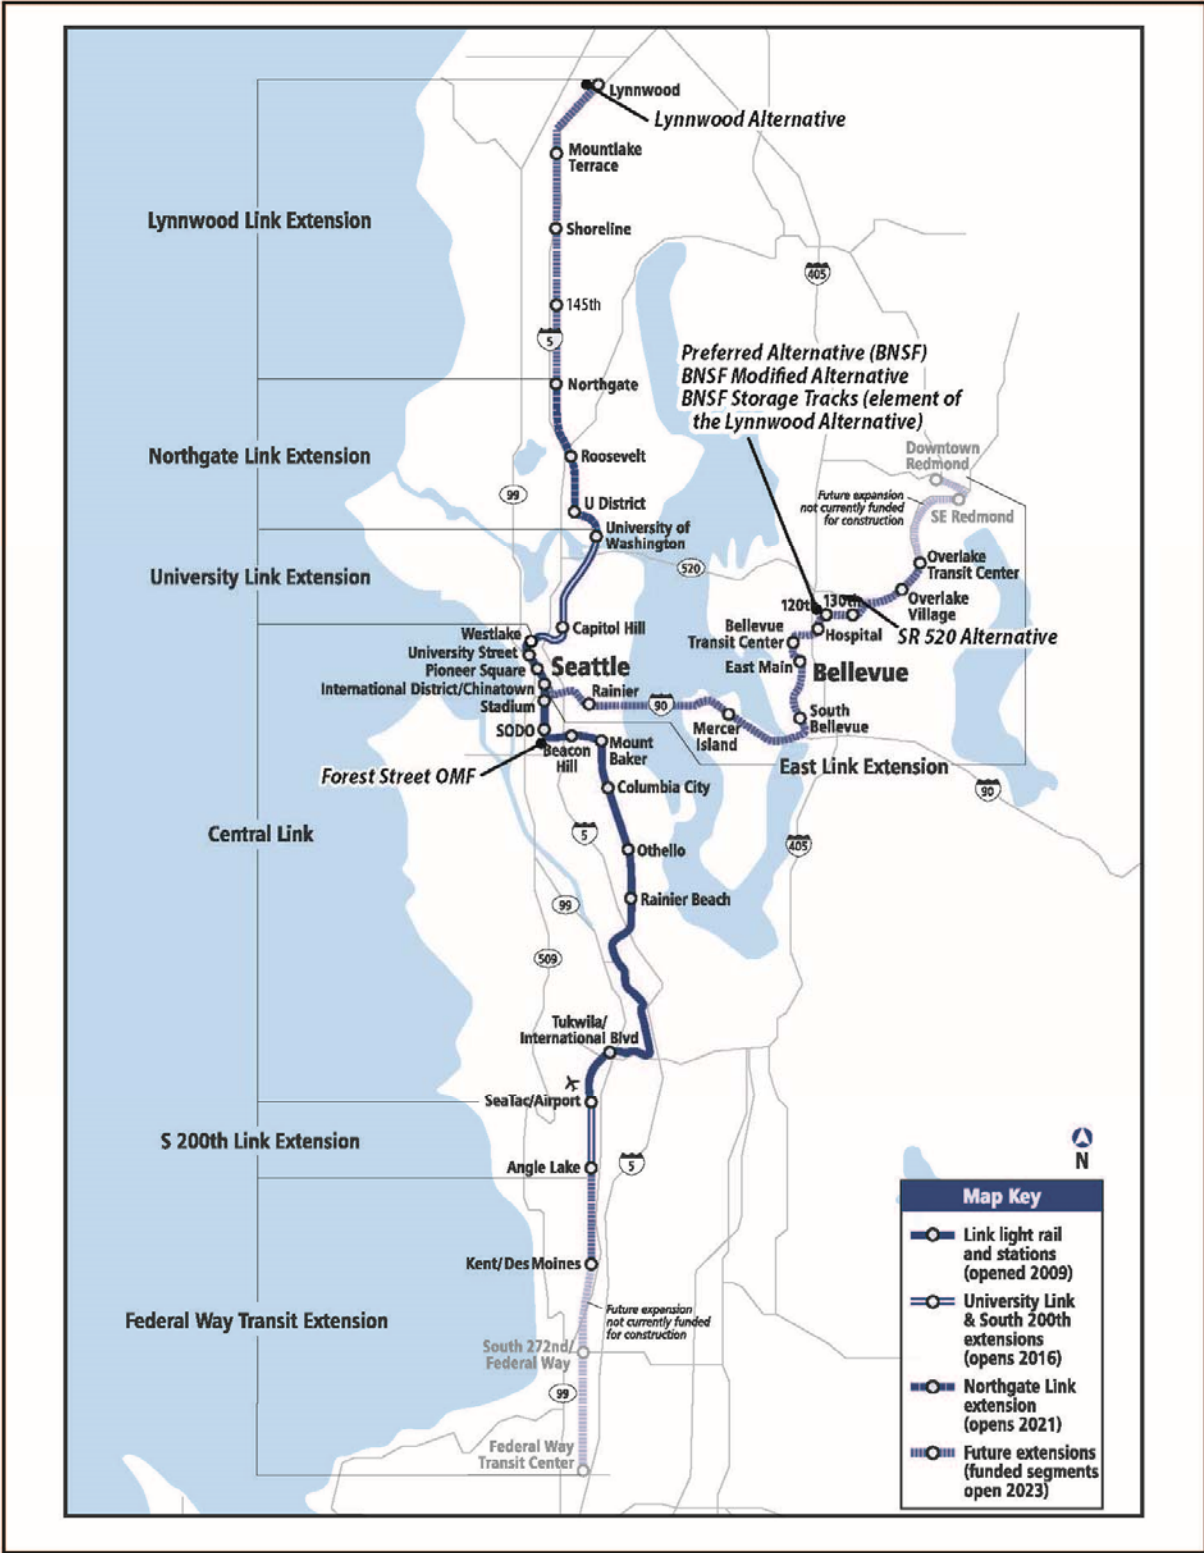 Lynnwood
Lynnwood Alternative
Mountlake
Terrace
Lynnwood Link Extension
Shoreline
405
145th
5
Preferred Alternative (BNSF)
BNSF Modified Alternative
BNSF Storage Tracks (element of
the Lynnwood Alternative)
Northgate
Northgate Link Extension
Roosevelt
Downtown
Redmond
99
Future expansion
not currently funded
for construction
SE Redmond
U District
University of
Washington
520
University Link Extension
Overlake
Transit Center
Overlake
Village
120th
130th
Capitol Hill
Westlake
University Street
Pioneer Square
International District/Chinatown
Stadium
Seattle
Bellevue
Transit Center
Hospital
SR 520 Alternative
East Main
Bellevue
Rainier
90
Mercer
Island
South
Bellevue
SODO
Beacon
Hill
Mount
Baker
East Link Extension
Forest Street OMF
Columbia City
90
Central Link
5
405
Othello
Rainier Beach
99
509
Tukwila/
International Blvd
SeaTac/Airport
S 200th Link Extension
Angle Lake
5
N
Kent/Des Moines
Future expansion
not currently funded
for construction
Federal Way Transit Extension
South 272nd/
Federal Way
99
Federal Way
Transit Center
Map Key
Link light rail
and stations
(opened 2009)
University Link
& South 200th
extensions
(opens 2016)
Northgate Link
extension
(opens 2021)
Future extensions
(funded segments
open 2023)